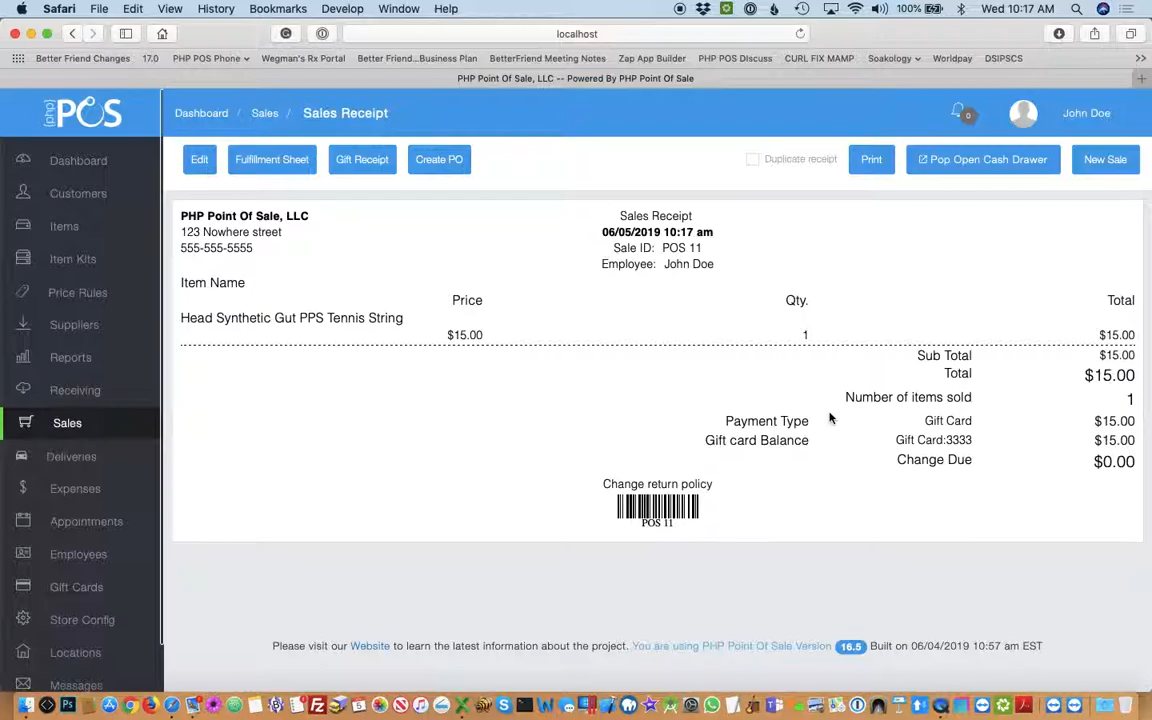 Safari File Edit View History Bookmarks Develop Window Help 100% Wed 10:17 AM
localhost
Better Friend Changes 17.0 PHP POS Phone Wegman's Rx Portal Better Friend...Business Plan BetterFriend Meeting Notes Zap App Builder PHP POS DIscuss CURL FIX MAMP Soakology Worldpay DSIPSCS
PHP Point Of Sale, LLC -- Powered By PHP Point Of Sale
(php) POS Dashboard / Sales / Sales Receipt 0 John Doe
Edit Fulfillment Sheet Gift Receipt Create PO Duplicate receipt Print Pop Open Cash Drawer New Sale
Dashboard
Customers
Items
Item Kits
Price Rules
Suppliers
Reports
Receiving
Sales
Deliveries
Expenses
Appointments
Employees
Gift Cards
Store Config
Locations
Messages
PHP Point Of Sale, LLC
123 Nowhere street
555-555-5555
Sales Receipt
06/05/2019 10:17 am
Sale ID: POS 11
Employee: John Doe
Item Name
Price Qty. Total
Head Synthetic Gut PPS Tennis String
$15.00 1 $15.00
Sub Total $15.00
Total $15.00
Number of items sold 1
Payment Type Gift Card $15.00
Gift card Balance Gift Card:3333 $15.00
Change Due $0.00
Change return policy
POS 11
Please visit our Website to learn the latest information about the project. You are using PHP Point Of Sale Version 16.5 Built on 06/04/2019 10:57 am EST